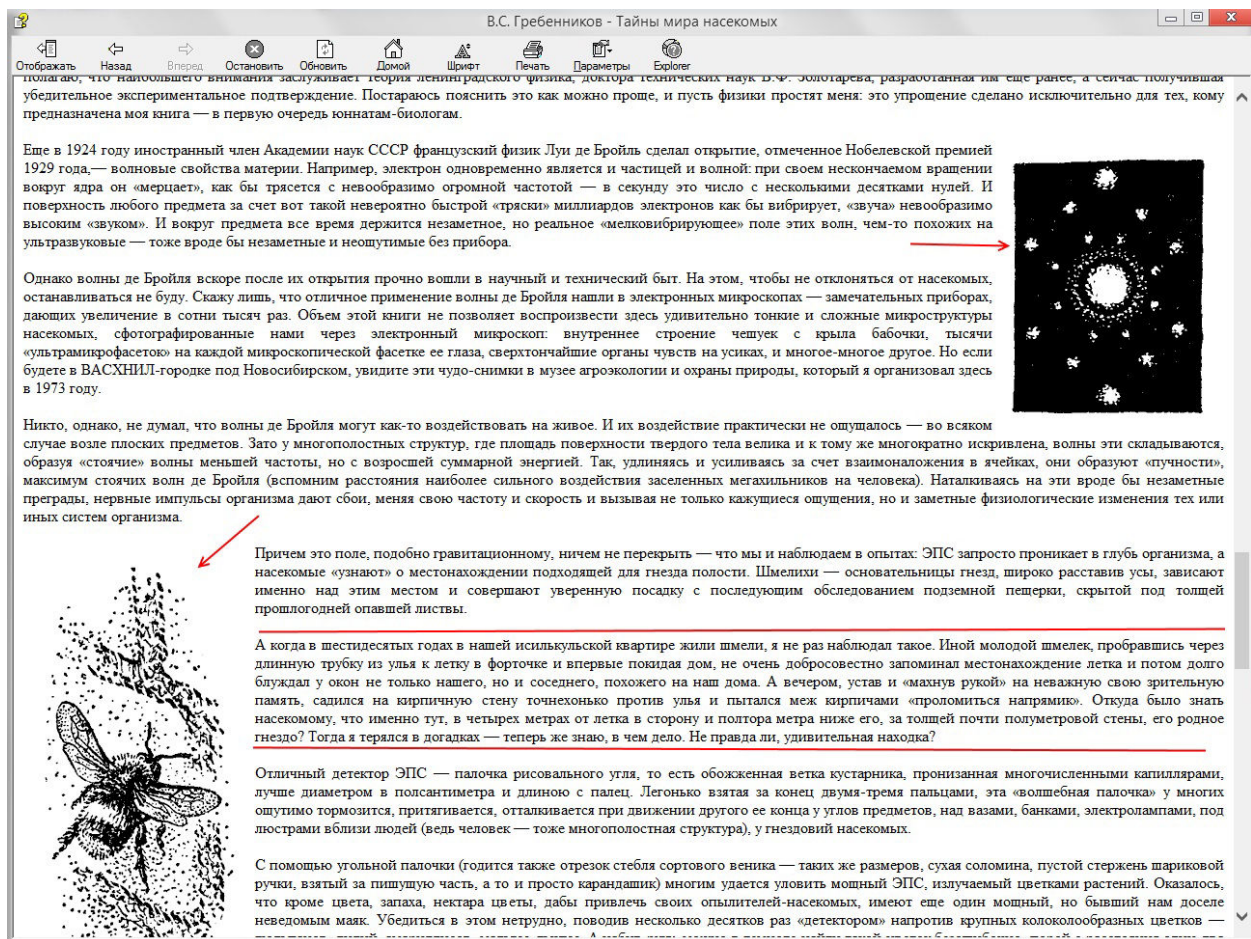 В.С. Гребенников - Тайны мира насекомых
Отображать Назад Вперед Остановить Обновить Домой Шрифт Печать Параметры Explorer
полагаю, что наибольшего внимания заслуживает теория ленинградского физика, доктора технических наук В.Ф. Золотарева, разработанная им еще ранее, а сейчас получившая
убедительное экспериментальное подтверждение. Постараюсь пояснить это как можно проще, и пусть физики простят меня: это упрощение сделано исключительно для тех, кому
предназначена моя книга — в первую очередь юннатам-биологам.
Еще в 1924 году иностранный член Академии наук СССР французский физик Луи де Бройль сделал открытие, отмеченное Нобелевской премией
1929 года,— волновые свойства материи. Например, электрон одновременно является и частицей и волной: при своем нескончаемом вращении
вокруг ядра он «мерцает», как бы трясется с невообразимо огромной частотой — в секунду это число с несколькими десятками нулей. И
поверхность любого предмета за счет вот такой невероятно быстрой «тряски» миллиардов электронов как бы вибрирует, «звуча» невообразимо
высоким «звуком». И вокруг предмета все время держится незаметное, но реальное «мелковибрирующее» поле этих волн, чем-то похожих на
ультразвуковые — тоже вроде бы незаметные и неощутимые без прибора.
Однако волны де Бройля вскоре после их открытия прочно вошли в научный и технический быт. На этом, чтобы не отклоняться от насекомых,
останавливаться не буду. Скажу лишь, что отличное применение волны де Бройля нашли в электронных микроскопах — замечательных приборах,
дающих увеличение в сотни тысяч раз. Объем этой книги не позволяет воспроизвести здесь удивительно тонкие и сложные микроструктуры
насекомых, сфотографированные нами через электронный микроскоп: внутреннее строение чешуек с крыла бабочки, тысячи
«ультрамикрофасеток» на каждой микроскопической фасетке ее глаза, сверхтончайшие органы чувств на усиках, и многое-многое другое. Но если
будете в ВАСХНИЛ-городке под Новосибирском, увидите эти чудо-снимки в музее агроэкологии и охраны природы, который я организовал здесь
в 1973 году.
Никто, однако, не думал, что волны де Бройля могут как-то воздействовать на живое. И их воздействие практически не ощущалось — во всяком
случае возле плоских предметов. Зато у многополостных структур, где площадь поверхности твердого тела велика и к тому же многократно искривлена, волны эти складываются,
образуя «стоячие» волны меньшей частоты, но с возросшей суммарной энергией. Так, удлиняясь и усиливаясь за счет взаимоналожения в ячейках, они образуют «пучности»,
максимум стоячих волн де Бройля (вспомним расстояния наиболее сильного воздействия заселенных мегахильников на человека). Наталкиваясь на эти вроде бы незаметные
преграды, нервные импульсы организма дают сбои, меняя свою частоту и скорость и вызывая не только кажущиеся ощущения, но и заметные физиологические изменения тех или
иных систем организма.
Причем это поле, подобно гравитационному, ничем не перекрыть — что мы и наблюдаем в опытах: ЭПС запросто проникает в глубь организма, а
насекомые «узнают» о местонахождении подходящей для гнезда полости. Шмелихи — основательницы гнезд, широко расставив усы, зависают
именно над этим местом и совершают уверенную посадку с последующим обследованием подземной пещерки, скрытой под толщей
прошлогодней опавшей листвы.
А когда в шестидесятых годах в нашей исилькульской квартире жили шмели, я не раз наблюдал такое. Иной молодой шмелек, пробравшись через
длинную трубку из улья к летку в форточке и впервые покидая дом, не очень добросовестно запоминал местонахождение летка и потом долго
блуждал у окон не только нашего, но и соседнего, похожего на наш дома. А вечером, устав и «махнув рукой» на неважную свою зрительную
память, садился на кирпичную стену точнехонько против улья и пытался меж кирпичами «проломиться напрямик». Откуда было знать
насекомому, что именно тут, в четырех метрах от летка в сторону и полтора метра ниже его, за толщей почти полуметровой стены, его родное
гнездо? Тогда я терялся в догадках — теперь же знаю, в чем дело. Не правда ли, удивительная находка?
Отличный детектор ЭПС — палочка рисовального угля, то есть обожженная ветка кустарника, пронизанная многочисленными капиллярами,
лучше диаметром в полсантиметра и длиною с палец. Легонько взятая за конец двумя-тремя пальцами, эта «волшебная палочка» у многих
ощутимо тормозится, притягивается, отталкивается при движении другого ее конца у углов предметов, над вазами, банками, электролампами, под
люстрами вблизи людей (ведь человек — тоже многополостная структура), у гнездовий насекомых.
С помощью угольной палочки (годится также отрезок стебля сортового веника — таких же размеров, сухая соломина, пустой стержень шариковой
ручки, взятый за пишущую часть, а то и просто карандашик) многим удается уловить мощный ЭПС, излучаемый цветками растений. Оказалось,
что кроме цвета, запаха, нектара цветы, дабы привлечь своих опылителей-насекомых, имеют еще один мощный, но бывший нам доселе
неведомым маяк. Убедиться в этом нетрудно, поводив несколько десятков раз «детектором» напротив крупных колоколообразных цветков —